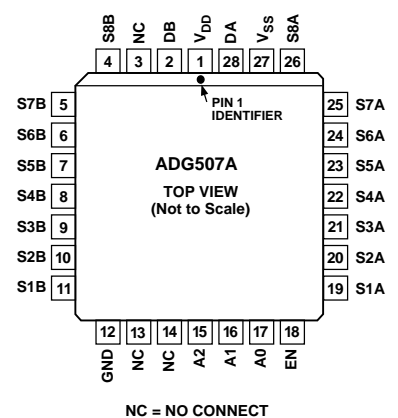 S8B NC DB VDD DA VSS S8A
4 3 2 1 28 27 26
PIN 1
IDENTIFIER
S7B 5 25 S7A
S6B 6 24 S6A
S5B 7 23 S5A
S4B 8 22 S4A
S3B 9 21 S3A
S2B 10 20 S2A
S1B 11 19 S1A
ADG507A
TOP VIEW
(Not to Scale)
12 13 14 15 16 17 18
GND NC NC A2 A1 A0 EN
NC = NO CONNECT